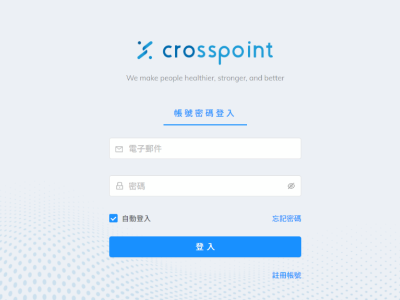 crosspoint
We make people healthier, stronger, and better
帳號密碼登入
電子郵件
密碼
自動登入 忘記密碼
登入
註冊帳號